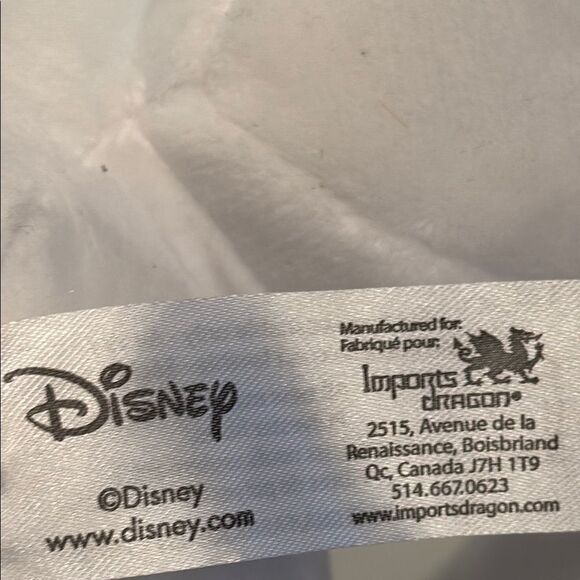 Disney
©Disney
www.disney.com
Manufactured for:
Fabriqué pour:
Imports
dragon®
2515, Avenue de la
Renaissance, Boisbriand
Qc, Canada J7H 1T9
514.667.0623
www.importsdragon.com